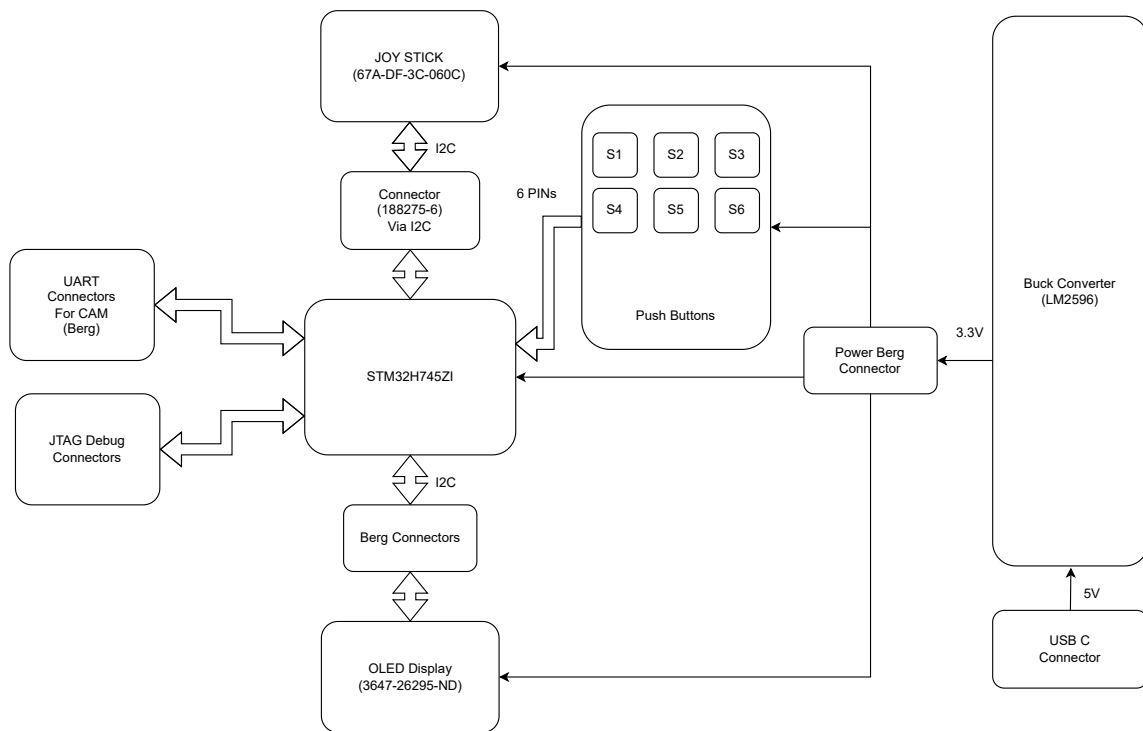 JOY STICK
(67A-DF-3C-060C)
I2C
Connector
(188275-6)
Via I2C
6 PINs
S1
S2
S3
S4
S5
S6
Push Buttons
UART
Connectors
For CAM
(Berg)
STM32H745ZI
JTAG Debug
Connectors
I2C
Berg Connectors
OLED Display
(3647-26295-ND)
Power Berg
Connector
3.3V
Buck Converter
(LM2596)
5V
USB C
Connector